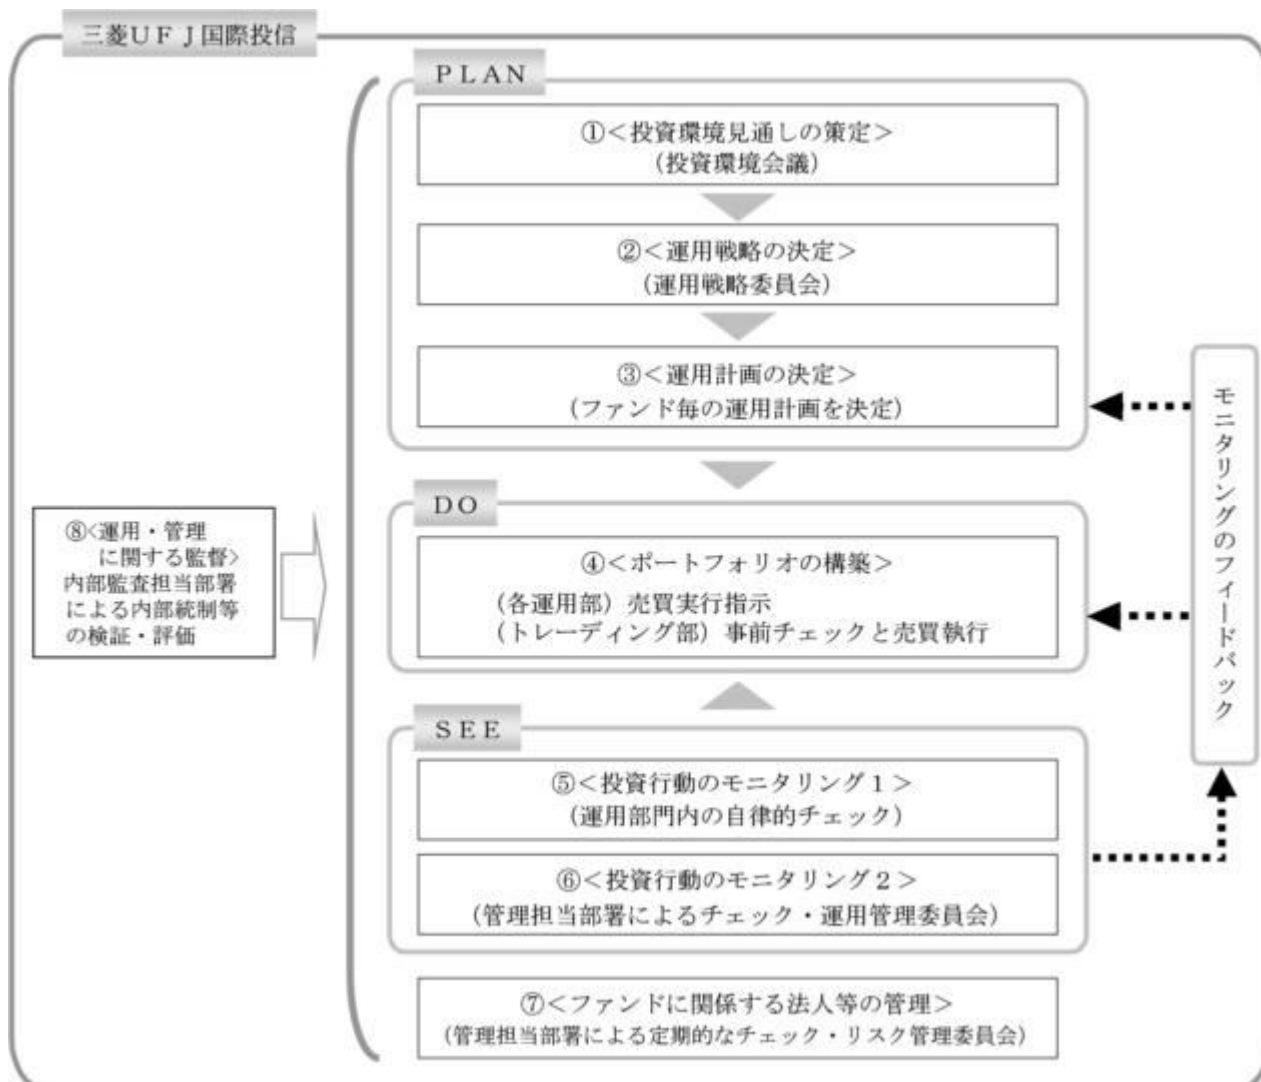 三菱ＵＦＪ国際投信
ＰＬＡＮ
①＜投資環境見通しの策定＞
（投資環境会議）
②＜運用戦略の決定＞
（運用戦略委員会）
③＜運用計画の決定＞
（ファンド毎の運用計画を決定）
ＤＯ
④＜ポートフォリオの構築＞
（各運用部）売買実行指示
（トレーディング部）事前チェックと売買執行
ＳＥＥ
⑤＜投資行動のモニタリング１＞
（運用部門内の自律的チェック）
⑥＜投資行動のモニタリング２＞
（管理担当部署によるチェック・運用管理委員会）
⑦＜ファンドに関係する法人等の管理＞
（管理担当部署による定期的なチェック・リスク管理委員会）
⑧＜運用・管理
に関する監督＞
内部監査担当部署
による内部統制等
の検証・評価
モニタリングのフィードバック